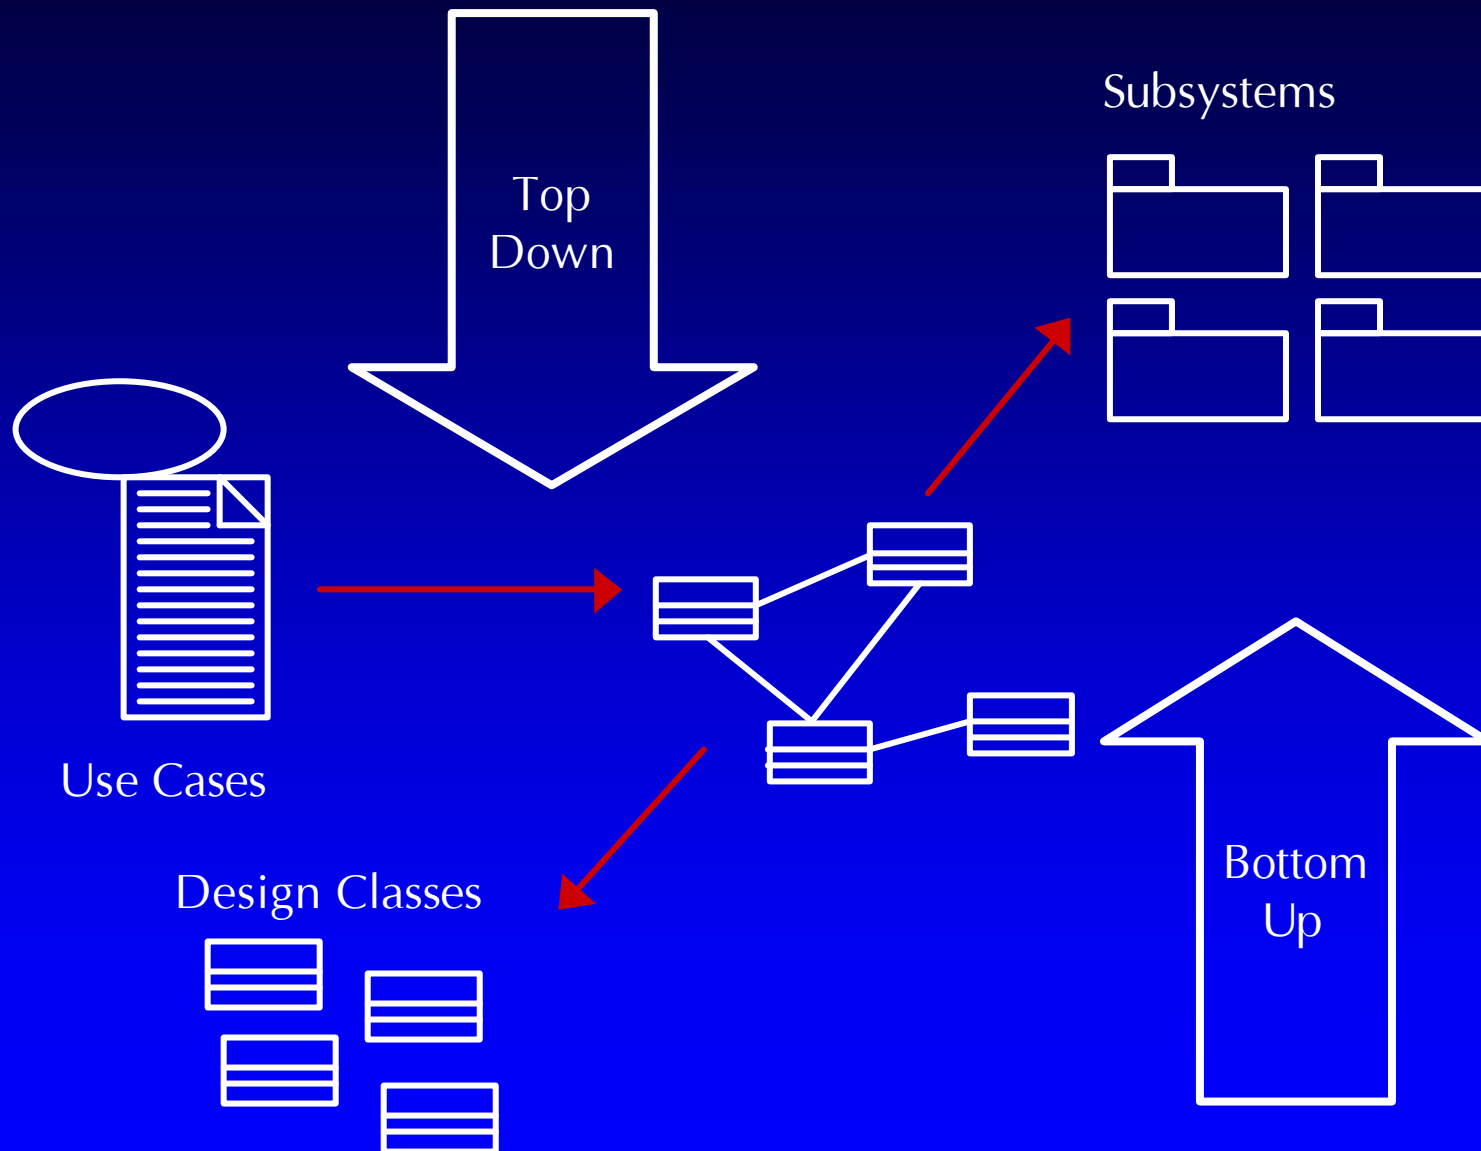 Subsystems
Top
Down
Use Cases
Design Classes
Bottom
Up